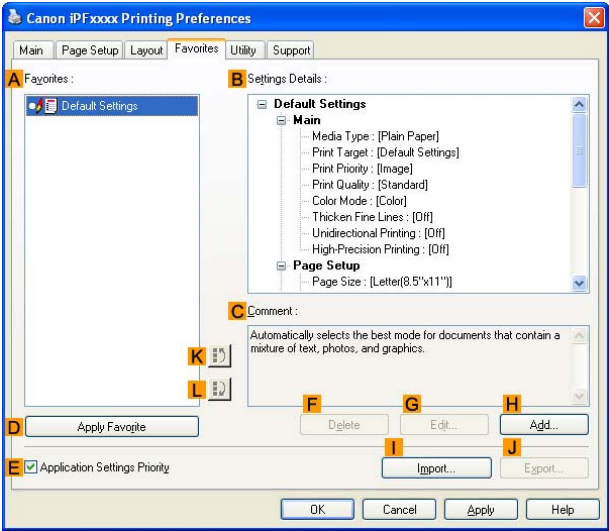 Canon iPFxxxx Printing Preferences
Main Page Setup Layout Favorites Utility Support
A Favorites :
B Settings Details :
Default Settings
Default Settings
Main
Media Type : [Plain Paper]
Print Target : [Default Settings]
Print Priority : [Image]
Print Quality : [Standard]
Color Mode : [Color]
Thicken Fine Lines : [Off]
Unidirectional Printing : [Off]
High-Precision Printing : [Off]
Page Setup
Page Size : [Letter(8.5"x11")]
C Comment :
Automatically selects the best mode for documents that contain a
mixture of text, photos, and graphics.
K
L
F G H
D Apply Favorite Delete Edit... Add...
I J
E Application Settings Priority Import... Export...
OK Cancel Apply Help